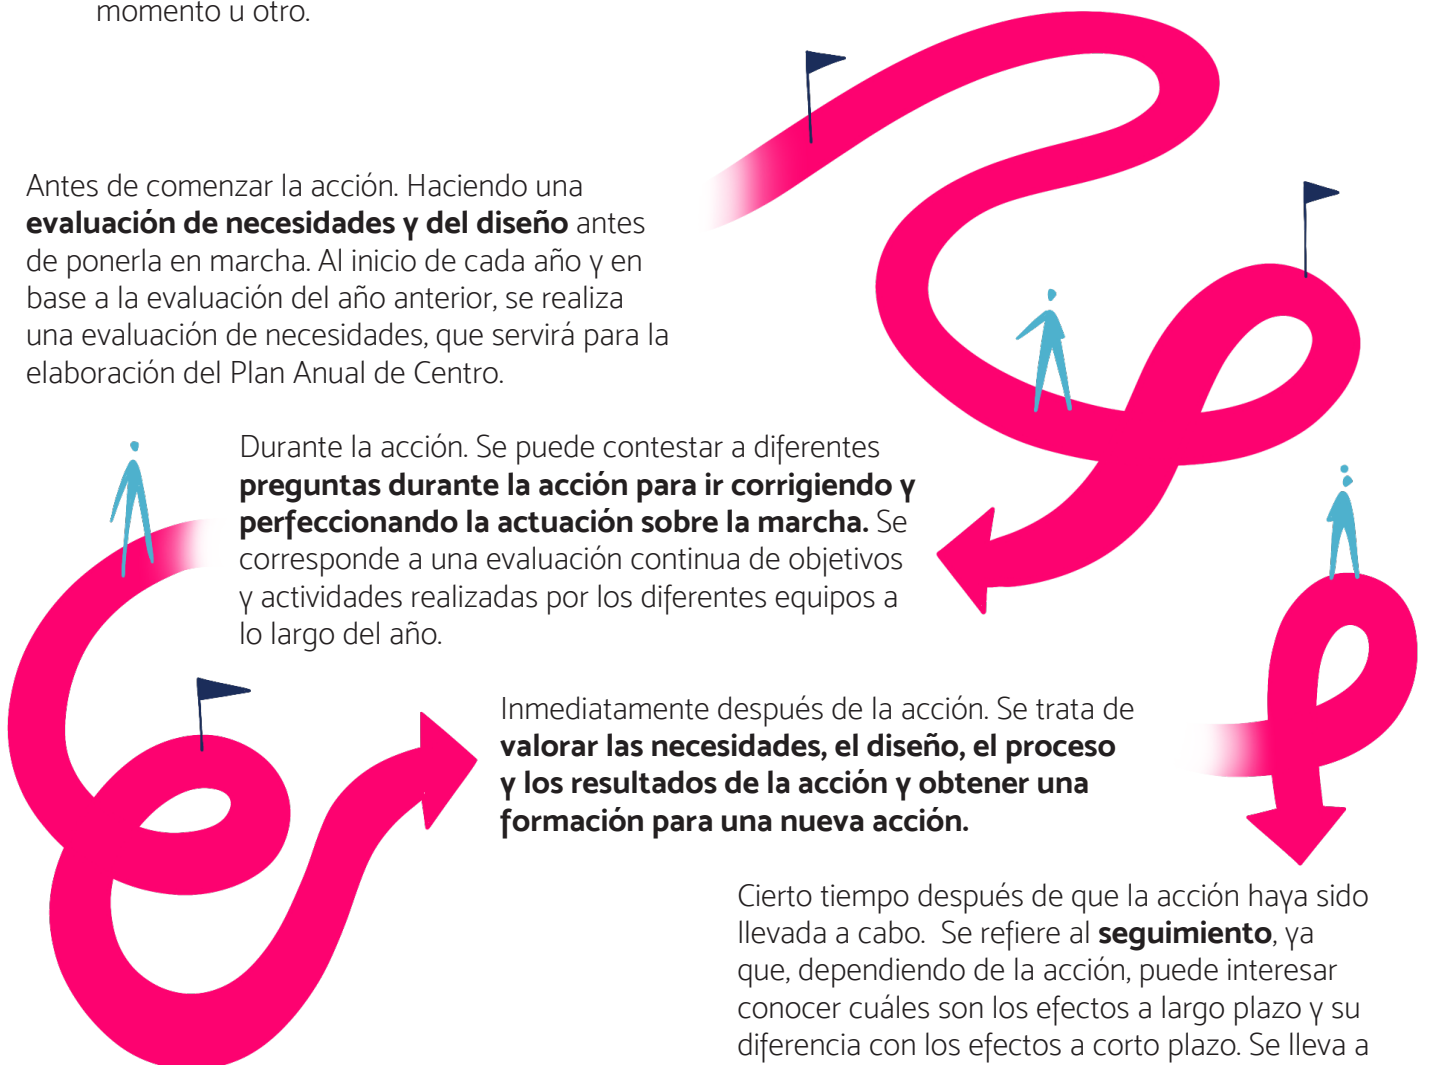 momento u otro.
Antes de comenzar la acción. Haciendo una
evaluación de necesidades y del diseño antes
de ponerla en marcha. Al inicio de cada año y en
base a la evaluación del año anterior, se realiza
una evaluación de necesidades, que servirá para la
elaboración del Plan Anual de Centro.
Durante la acción. Se puede contestar a diferentes
preguntas durante la acción para ir corrigiendo y
perfeccionando la actuación sobre la marcha. Se
corresponde a una evaluación continua de objetivos
y actividades realizadas por los diferentes equipos a
lo largo del año.
Inmediatamente después de la acción. Se trata de
valorar las necesidades, el diseño, el proceso
y los resultados de la acción y obtener una
formación para una nueva acción.
Cierto tiempo después de que la acción haya sido
llevada a cabo. Se refiere al seguimiento, ya
que, dependiendo de la acción, puede interesar
conocer cuáles son los efectos a largo plazo y su
diferencia con los efectos a corto plazo. Se lleva a